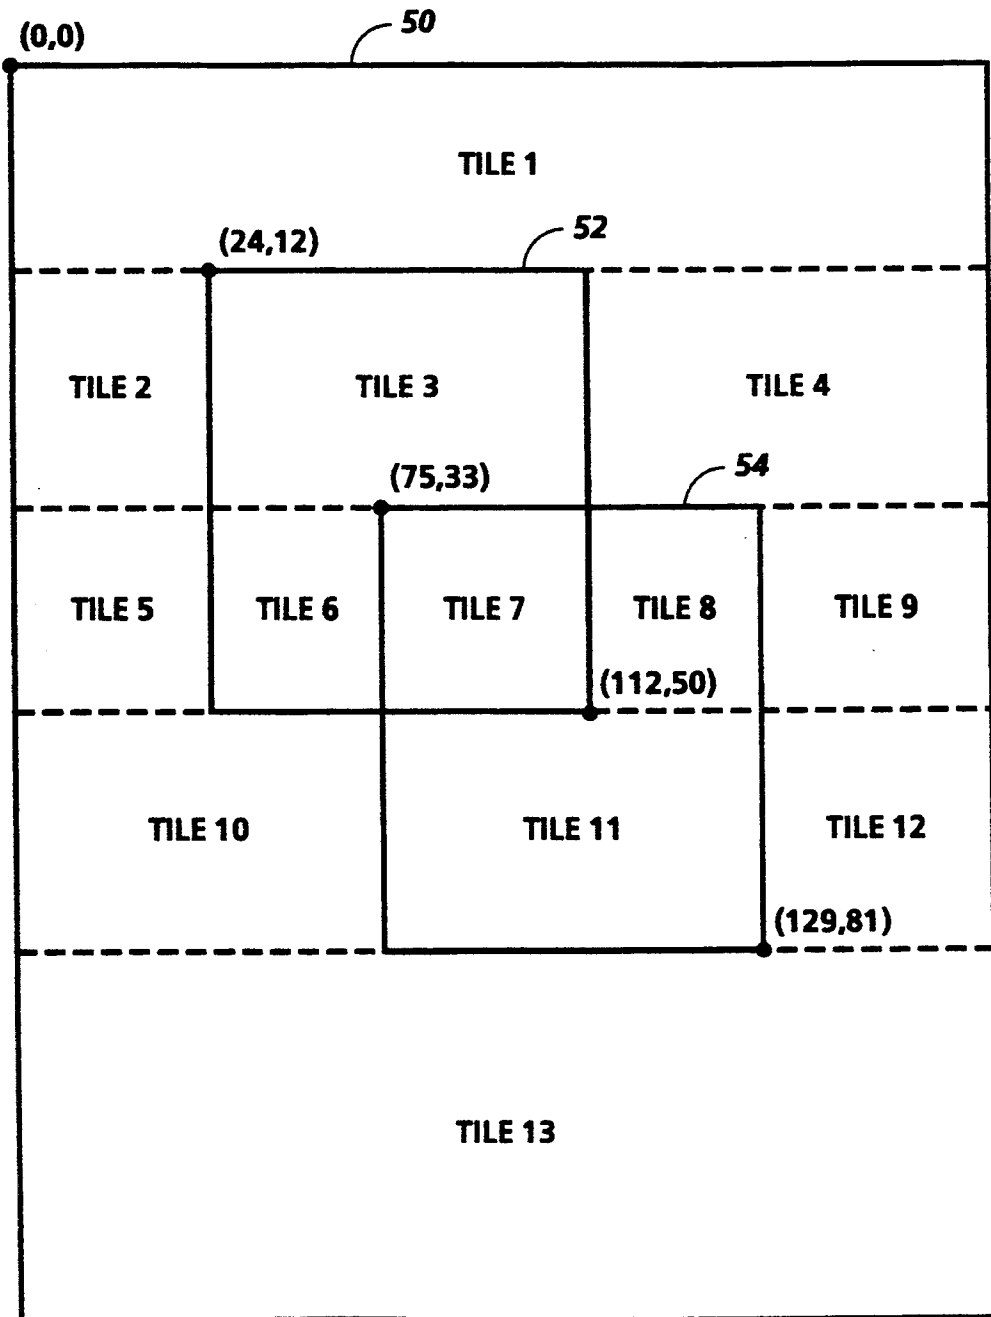 (0,0)
50
TILE 1
(24,12)
52
TILE 2
TILE 3
TILE 4
(75,33)
54
TILE 5
TILE 6
TILE 7
TILE 8
TILE 9
(112,50)
TILE 10
TILE 11
TILE 12
(129,81)
TILE 13